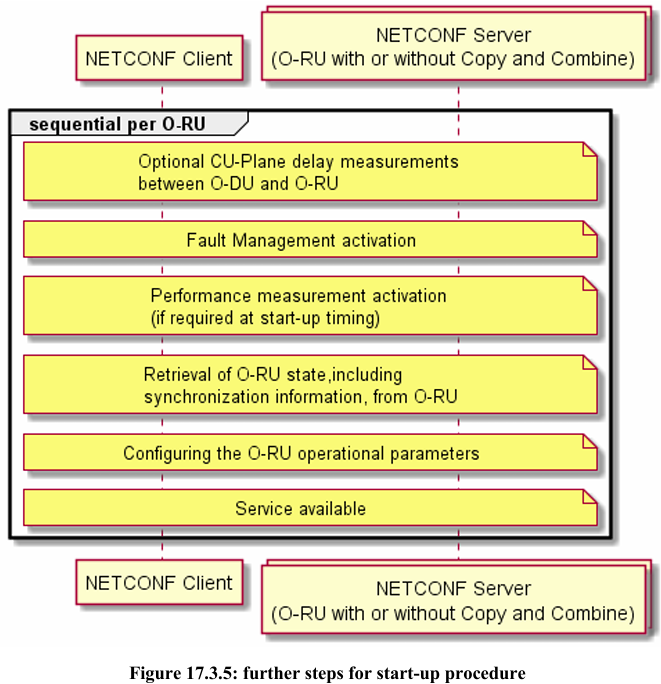 NETCONF Client
NETCONF Server
(O-RU with or without Copy and Combine)
sequential per O-RU
Optional CU-Plane delay measurements
between O-DU and O-RU
Fault Management activation
Performance measurement activation
(if required at start-up timing)
Retrieval of O-RU state,including
synchronization information, from O-RU
Configuring the O-RU operational parameters
Service available
NETCONF Client
NETCONF Server
(O-RU with or without Copy and Combine)
Figure 17.3.5: further steps for start-up procedure